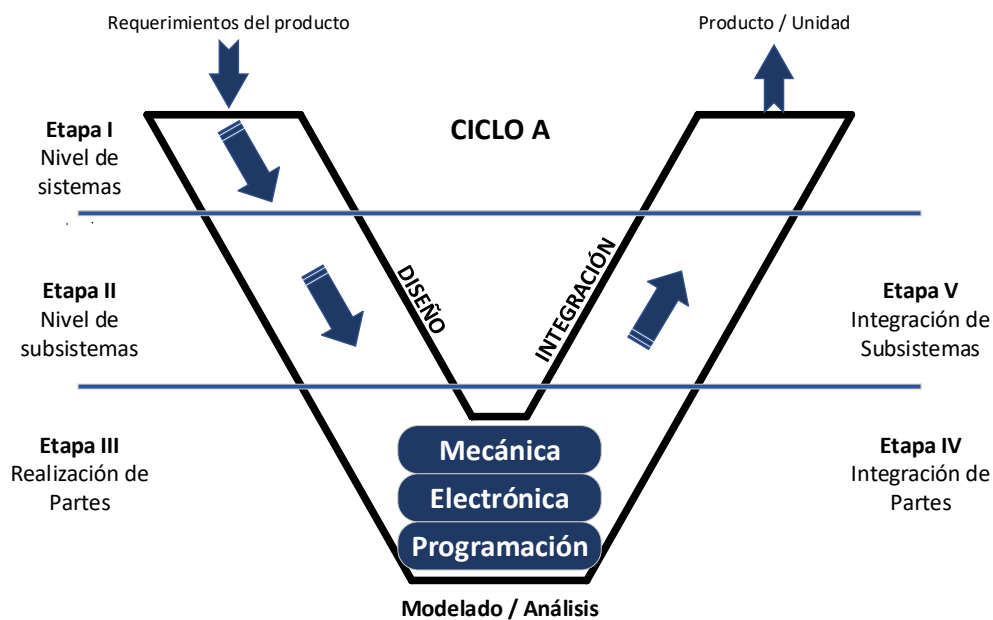 Requerimientos del producto
Producto / Unidad
CICLO A
Etapa I
Nivel de
sistemas
DISEÑO
INTEGRACIÓN
Etapa II
Nivel de
subsistemas
Etapa V
Integración de
Subsistemas
Etapa III
Realización de
Partes
Mecánica
Electrónica
Programación
Etapa IV
Integración de
Partes
Modelado / Análisis